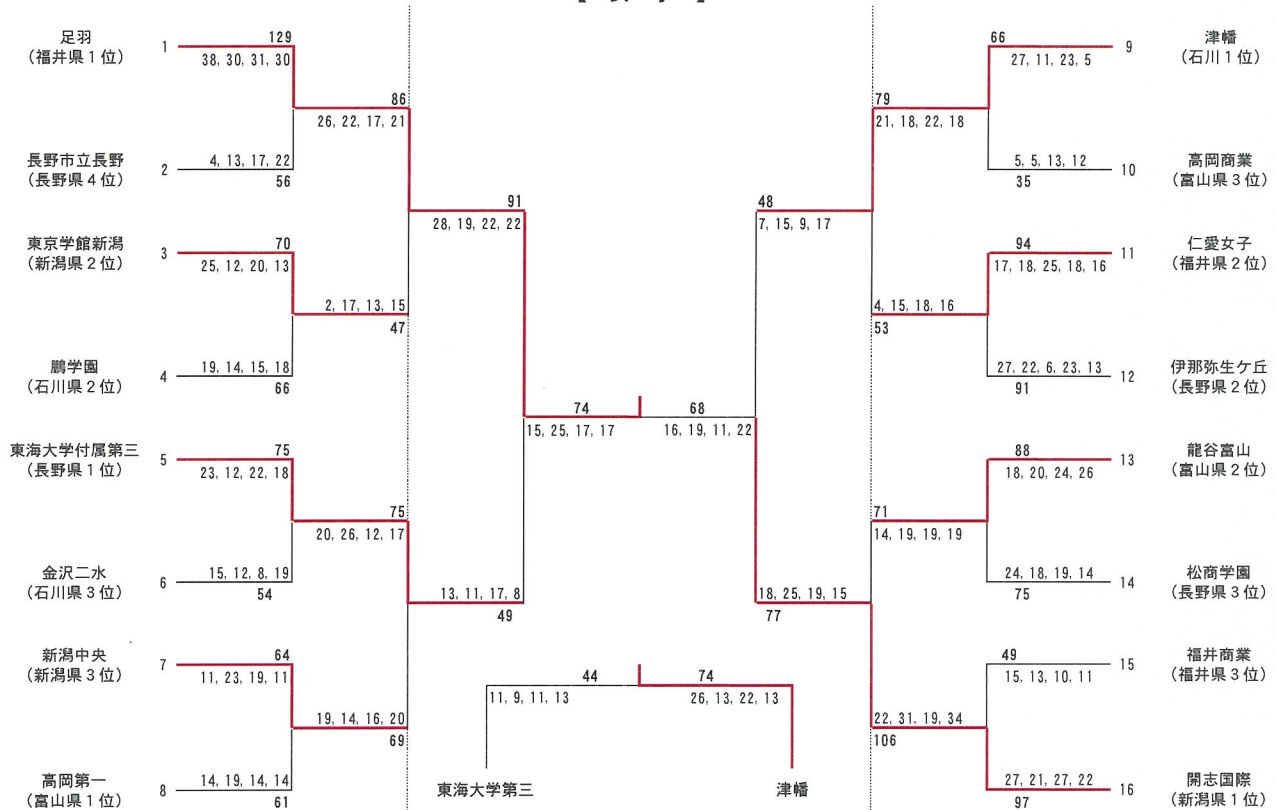 足羽
(福井県1位)
1
129
38, 30, 31, 30
86
26, 22, 17, 21
長野市立長野
(長野県4位)
2
4, 13, 17, 22
56
91
28, 19, 22, 22
東京学館新潟
(新潟県2位)
3
70
25, 12, 20, 13
2, 17, 13, 15
47
鵬学園
(石川県2位)
4
19, 14, 15, 18
66
74
15, 25, 17, 17
東海大学付属第三
(長野県1位)
5
75
23, 12, 22, 18
75
20, 26, 12, 17
金沢二水
(石川県3位)
6
15, 12, 8, 19
54
13, 11, 17, 8
49
新潟中央
(新潟県3位)
7
64
11, 23, 19, 11
19, 14, 16, 20
69
高岡第一
(富山県1位)
8
14, 19, 14, 14
61
66
27, 11, 23, 5
9
津幡
(石川1位)
79
21, 18, 22, 18
5, 5, 13, 12
35
10
高岡商業
(富山県3位)
48
7, 15, 9, 17
94
17, 18, 25, 18, 16
11
仁愛女子
(福井県2位)
4, 15, 18, 16
53
27, 22, 6, 23, 13
91
12
伊那弥生ケ丘
(長野県2位)
68
16, 19, 11, 22
88
18, 20, 24, 26
13
龍谷富山
(富山県2位)
71
14, 19, 19, 19
24, 18, 19, 14
75
14
松商学園
(長野県3位)
18, 25, 19, 15
77
49
15, 13, 10, 11
15
福井商業
(福井県3位)
22, 31, 19, 34
106
27, 21, 27, 22
97
16
開志国際
(新潟県1位)
44
11, 9, 11, 13
74
26, 13, 22, 13
東海大学第三
津幡